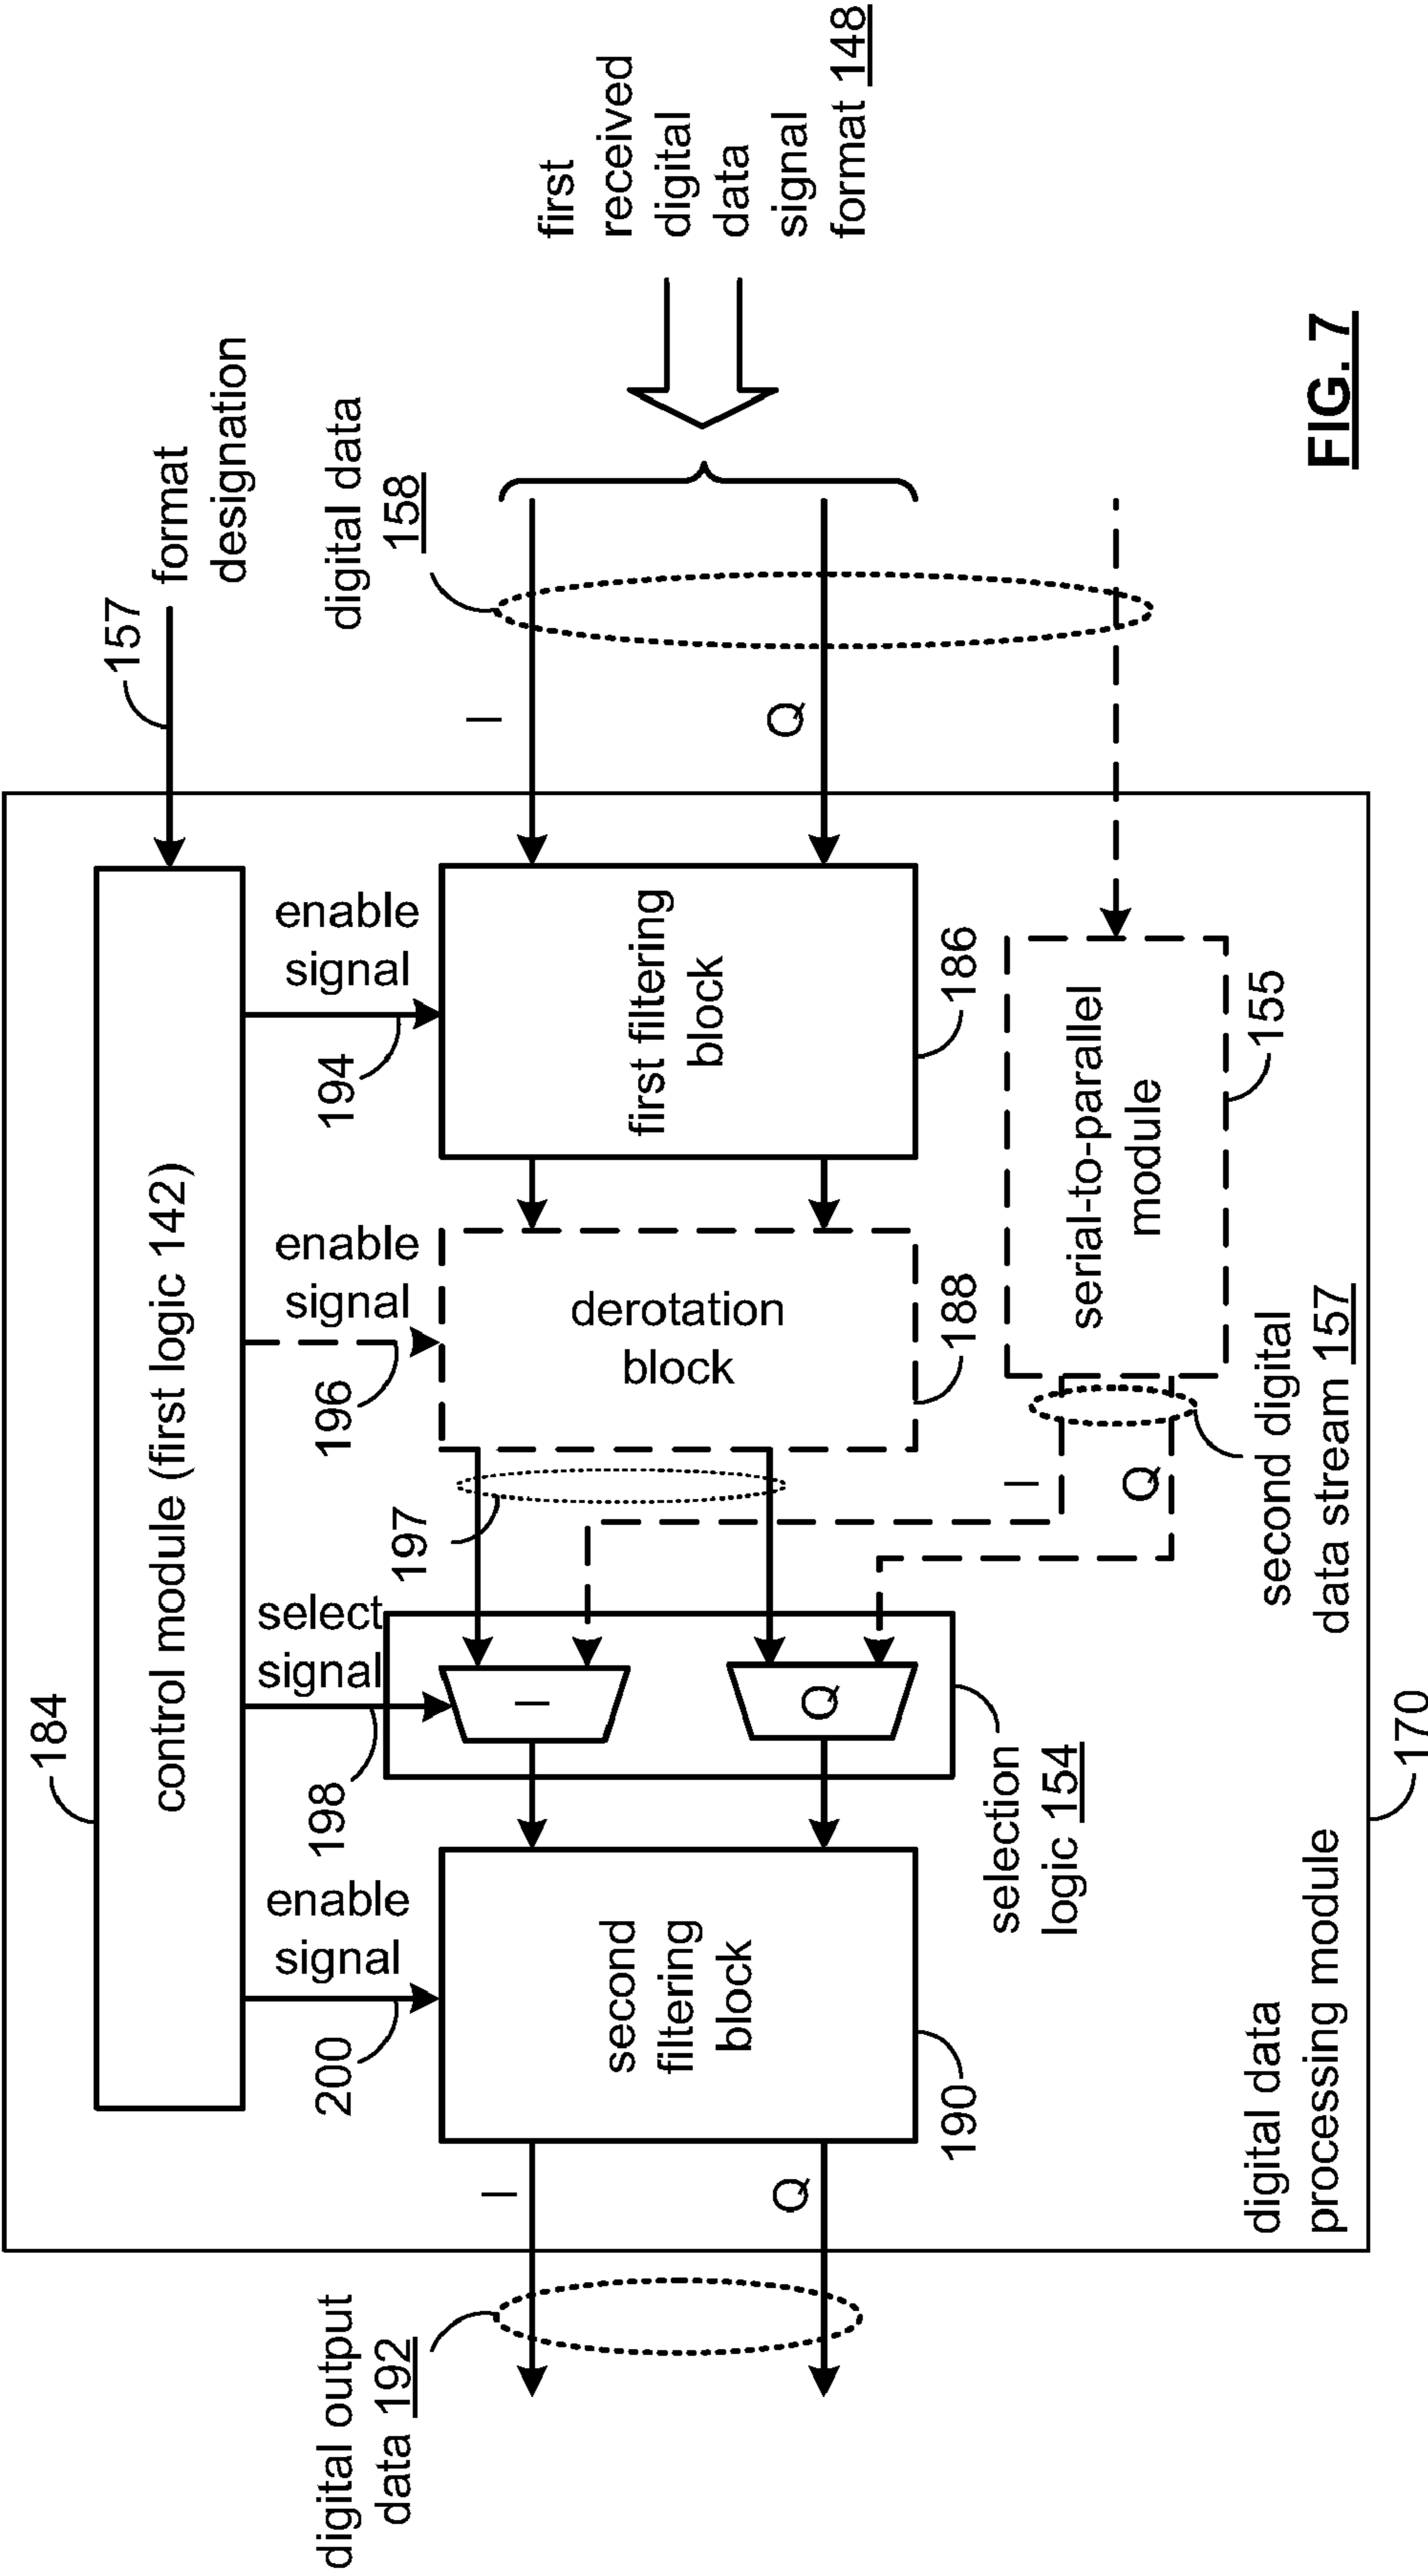 184
control module (first logic 142)
157
format
designation
200
enable
signal
198
select
signal
196
enable
signal
194
enable
signal
digital output
data 192
I
Q
second
filtering
block
190
I
Q
selection
logic 154
197
derotation
block
188
first filtering
block
186
I
Q
digital data
158
first
received
digital
data
signal
format 148
I
Q
second digital
data stream 157
serial-to-parallel
module
155
digital data
processing module
170
FIG. 7